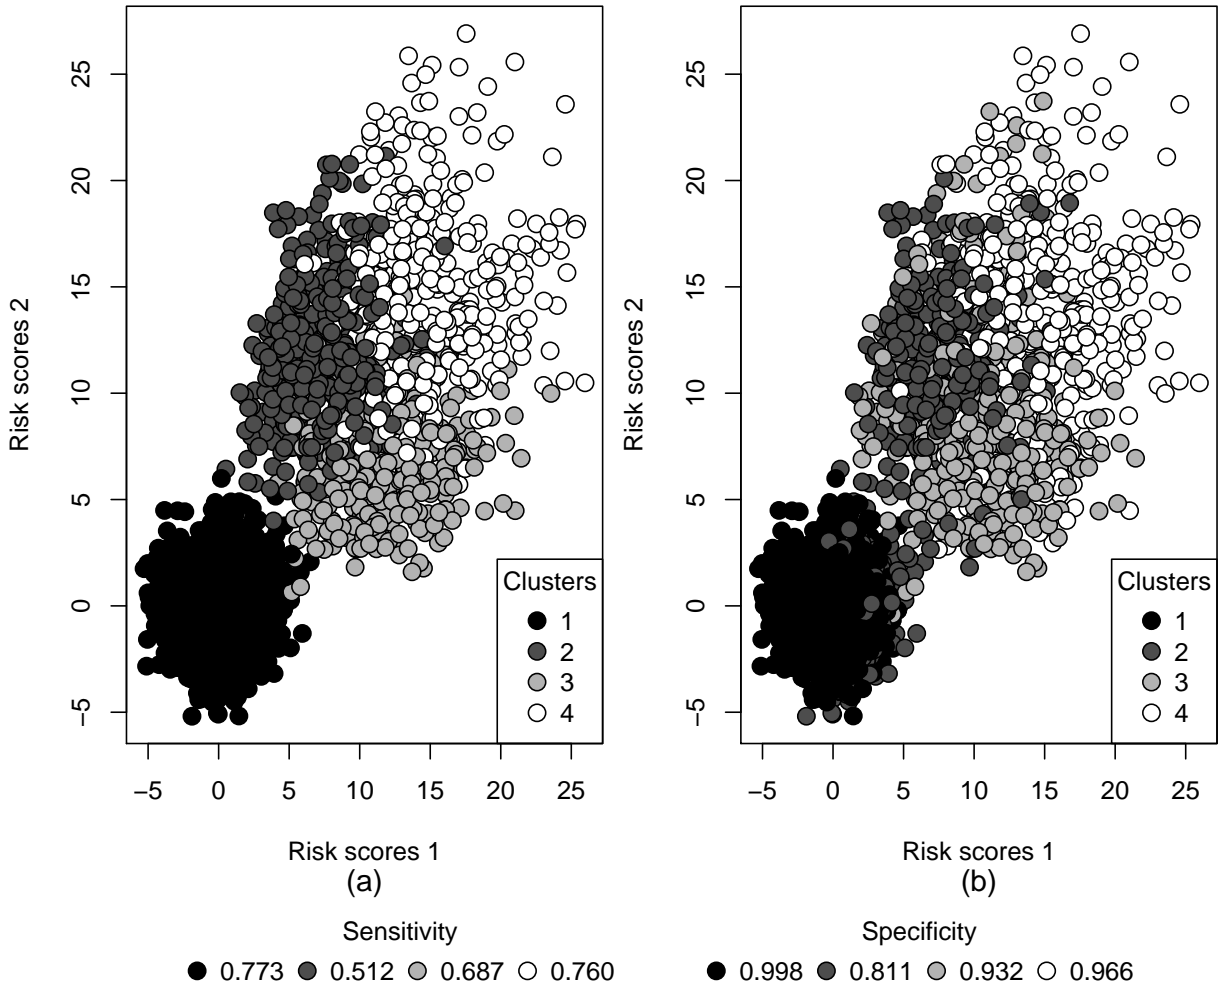 Risk scores 2
25
20
15
10
5
0
−5
−5 0 5 10 15 20 25
Risk scores 1
(a)
Clusters
1
2
3
4
Risk scores 2
25
20
15
10
5
0
−5
−5 0 5 10 15 20 25
Risk scores 1
(b)
Clusters
1
2
3
4
Sensitivity
0.773 0.512 0.687 0.760
Specificity
0.998 0.811 0.932 0.966